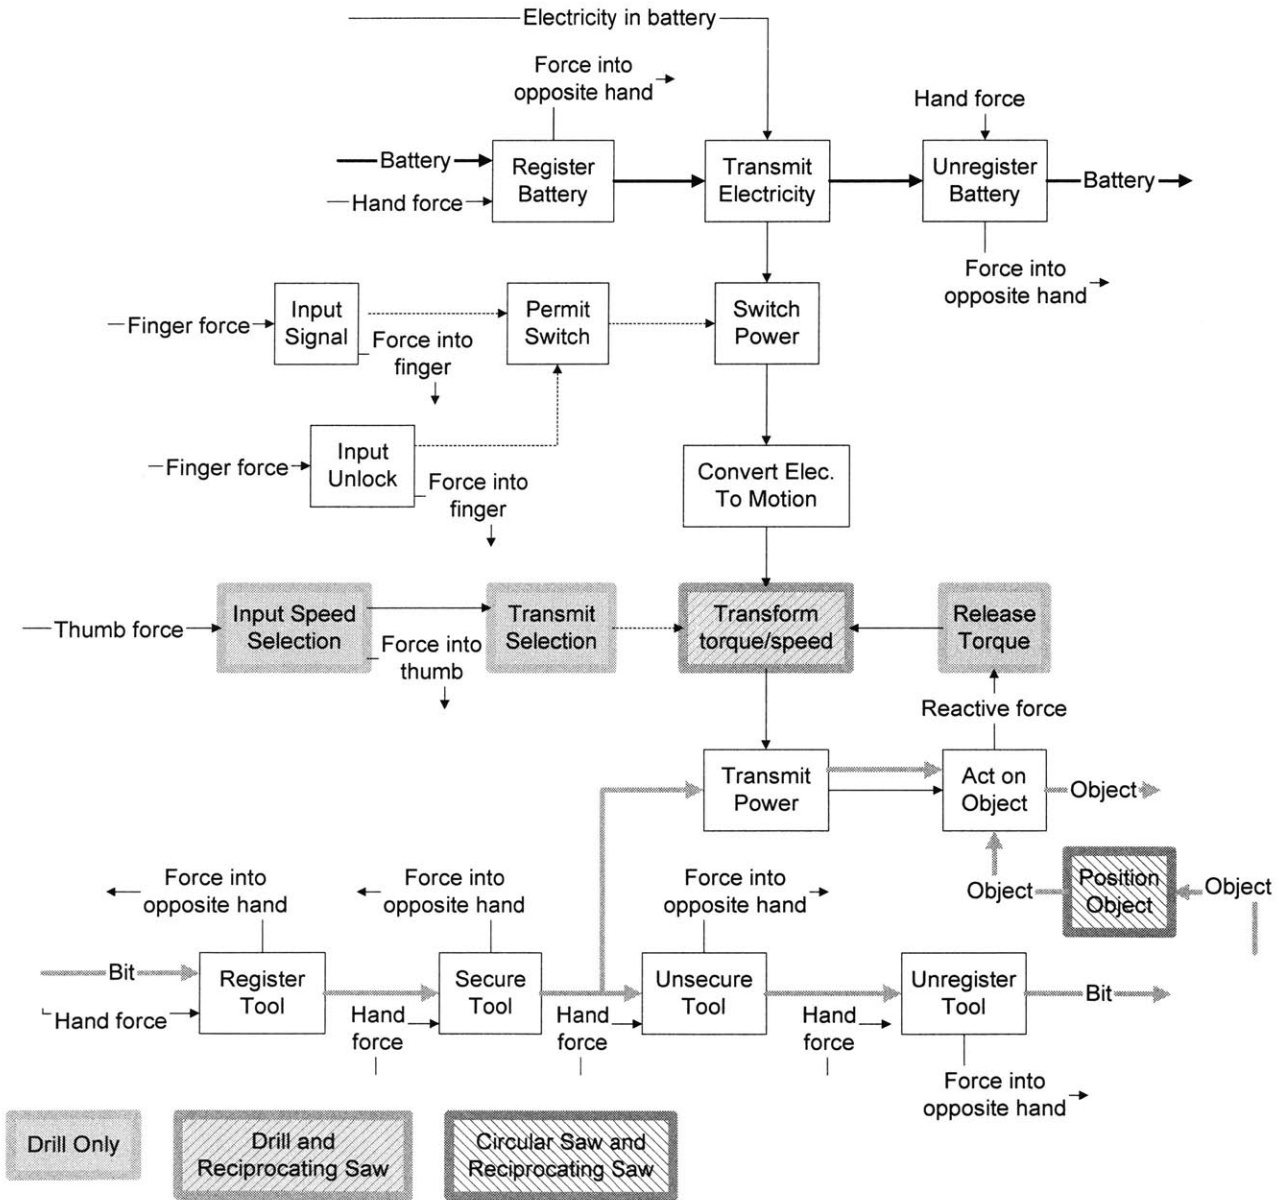 Electricity in battery
Force into
opposite hand
Hand force
Battery
Hand force
Register
Battery
Transmit
Electricity
Unregister
Battery
Battery
Force into
opposite hand
Finger force
Input
Signal
Force into
finger
Permit
Switch
Switch
Power
Finger force
Input
Unlock
Force into
finger
Convert Elec.
To Motion
Thumb force
Input Speed
Selection
Force into
thumb
Transmit
Selection
Transform
torque/speed
Release
Torque
Reactive force
Transmit
Power
Act on
Object
Object
Object
Position
Object
Object
Force into
opposite hand
Force into
opposite hand
Force into
opposite hand
Bit
Hand force
Register
Tool
Hand
force
Secure
Tool
Hand
force
Unsecure
Tool
Hand
force
Unregister
Tool
Bit
Force into
opposite hand
Drill Only
Drill and
Reciprocating Saw
Circular Saw and
Reciprocating Saw